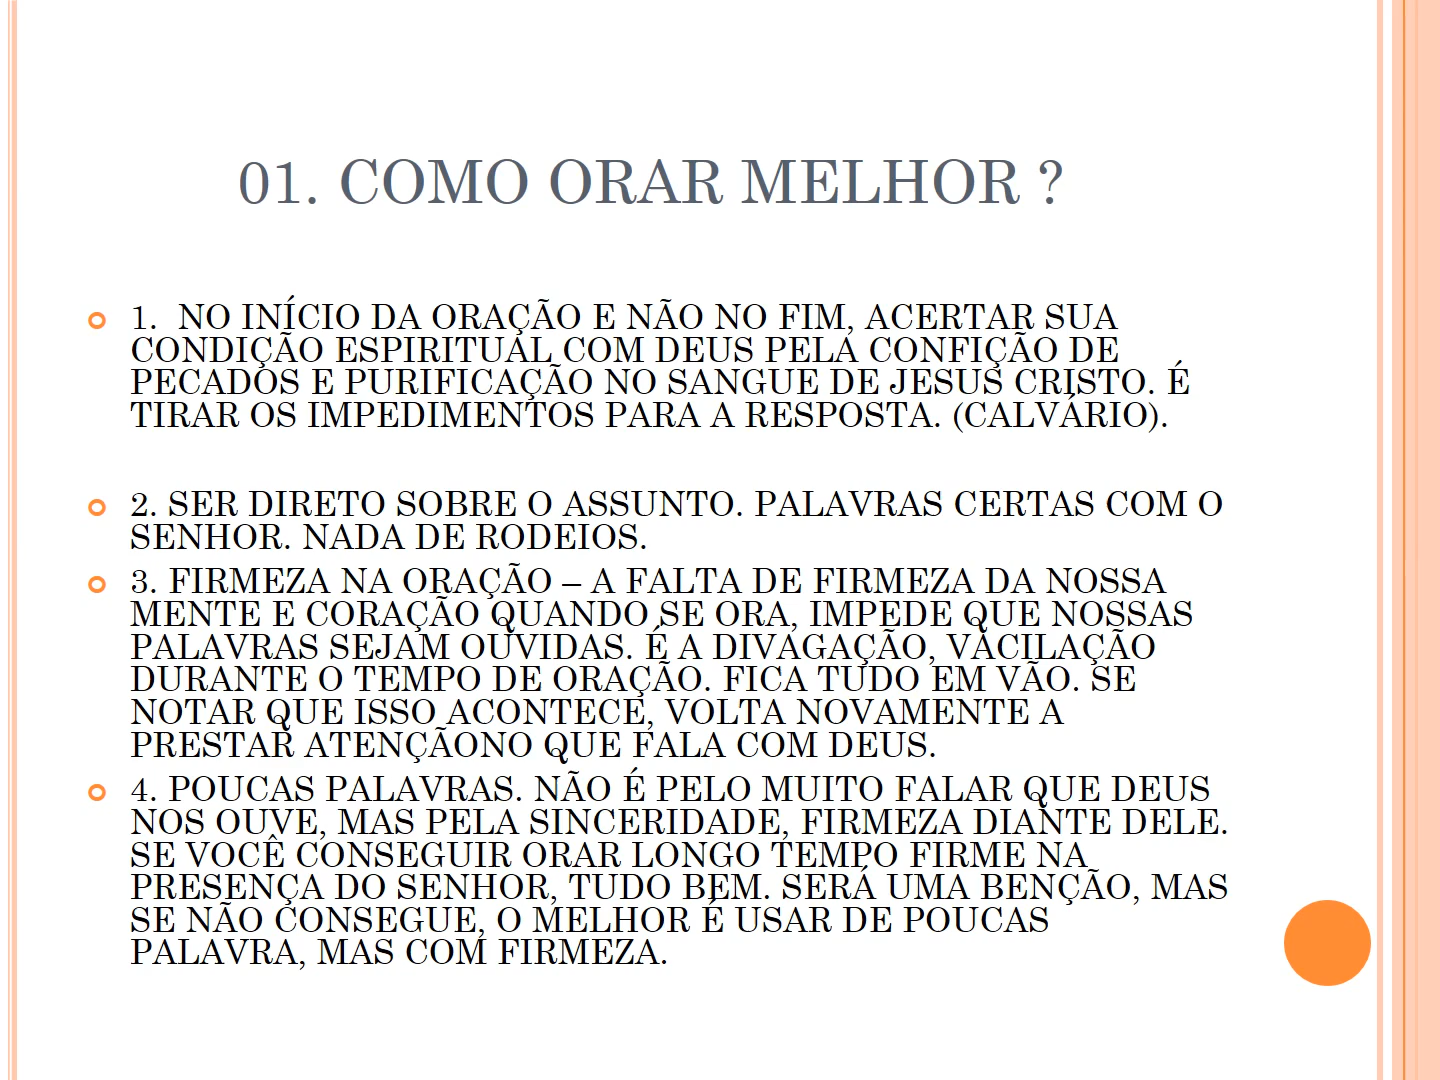 01. COMO ORAR MELHOR ?
1. NO INÍCIO DA ORAÇÃO E NÃO NO FIM, ACERTAR SUA
CONDIÇÃO ESPIRITUAL COM DEUS PELA CONFIÇÃO DE
PECADOS E PURIFICAÇÃO NO SANGUE DE JESUS CRISTO. É
TIRAR OS IMPEDIMENTOS PARA A RESPOSTA. (CALVÁRIO).
2. SER DIRETO SOBRE O ASSUNTO. PALAVRAS CERTAS COM O
SENHOR. NADA DE RODEIOS.
3. FIRMEZA NA ORAÇÃO – A FALTA DE FIRMEZA DA NOSSA
MENTE E CORAÇÃO QUANDO SE ORA, IMPEDE QUE NOSSAS
PALAVRAS SEJAM OUVIDAS. É A DIVAGAÇÃO, VACILAÇÃO
DURANTE O TEMPO DE ORAÇÃO. FICA TUDO EM VÃO. SE
NOTAR QUE ISSO ACONTECE, VOLTA NOVAMENTE A
PRESTAR ATENÇÃONO QUE FALA COM DEUS.
4. POUCAS PALAVRAS. NÃO É PELO MUITO FALAR QUE DEUS
NOS OUVE, MAS PELA SINCERIDADE, FIRMEZA DIANTE DELE.
SE VOCÊ CONSEGUIR ORAR LONGO TEMPO FIRME NA
PRESENÇA DO SENHOR, TUDO BEM. SERÁ UMA BENÇÃO, MAS
SE NÃO CONSEGUE, O MELHOR É USAR DE POUCAS
PALAVRA, MAS COM FIRMEZA.